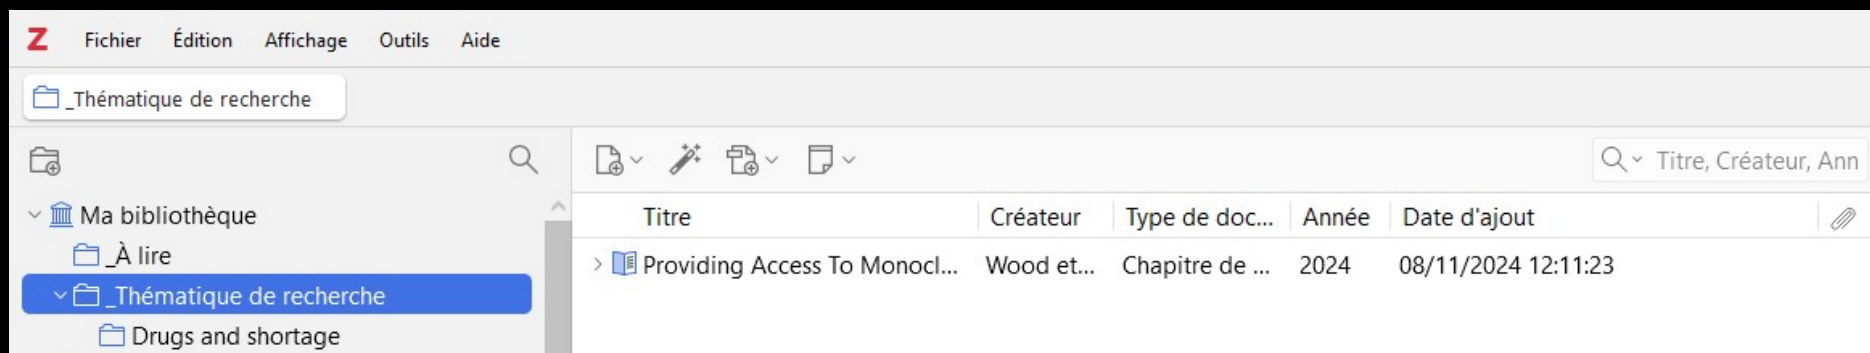 Z Fichier Édition Affichage Outils Aide
_Thématique de recherche
Titre, Créateur, Ann
Ma bibliothèque
Titre Créateur Type de doc... Année Date d'ajout
_À lire
Providing Access To Monocl... Wood et... Chapitre de ... 2024 08/11/2024 12:11:23
_Thématique de recherche
Drugs and shortage